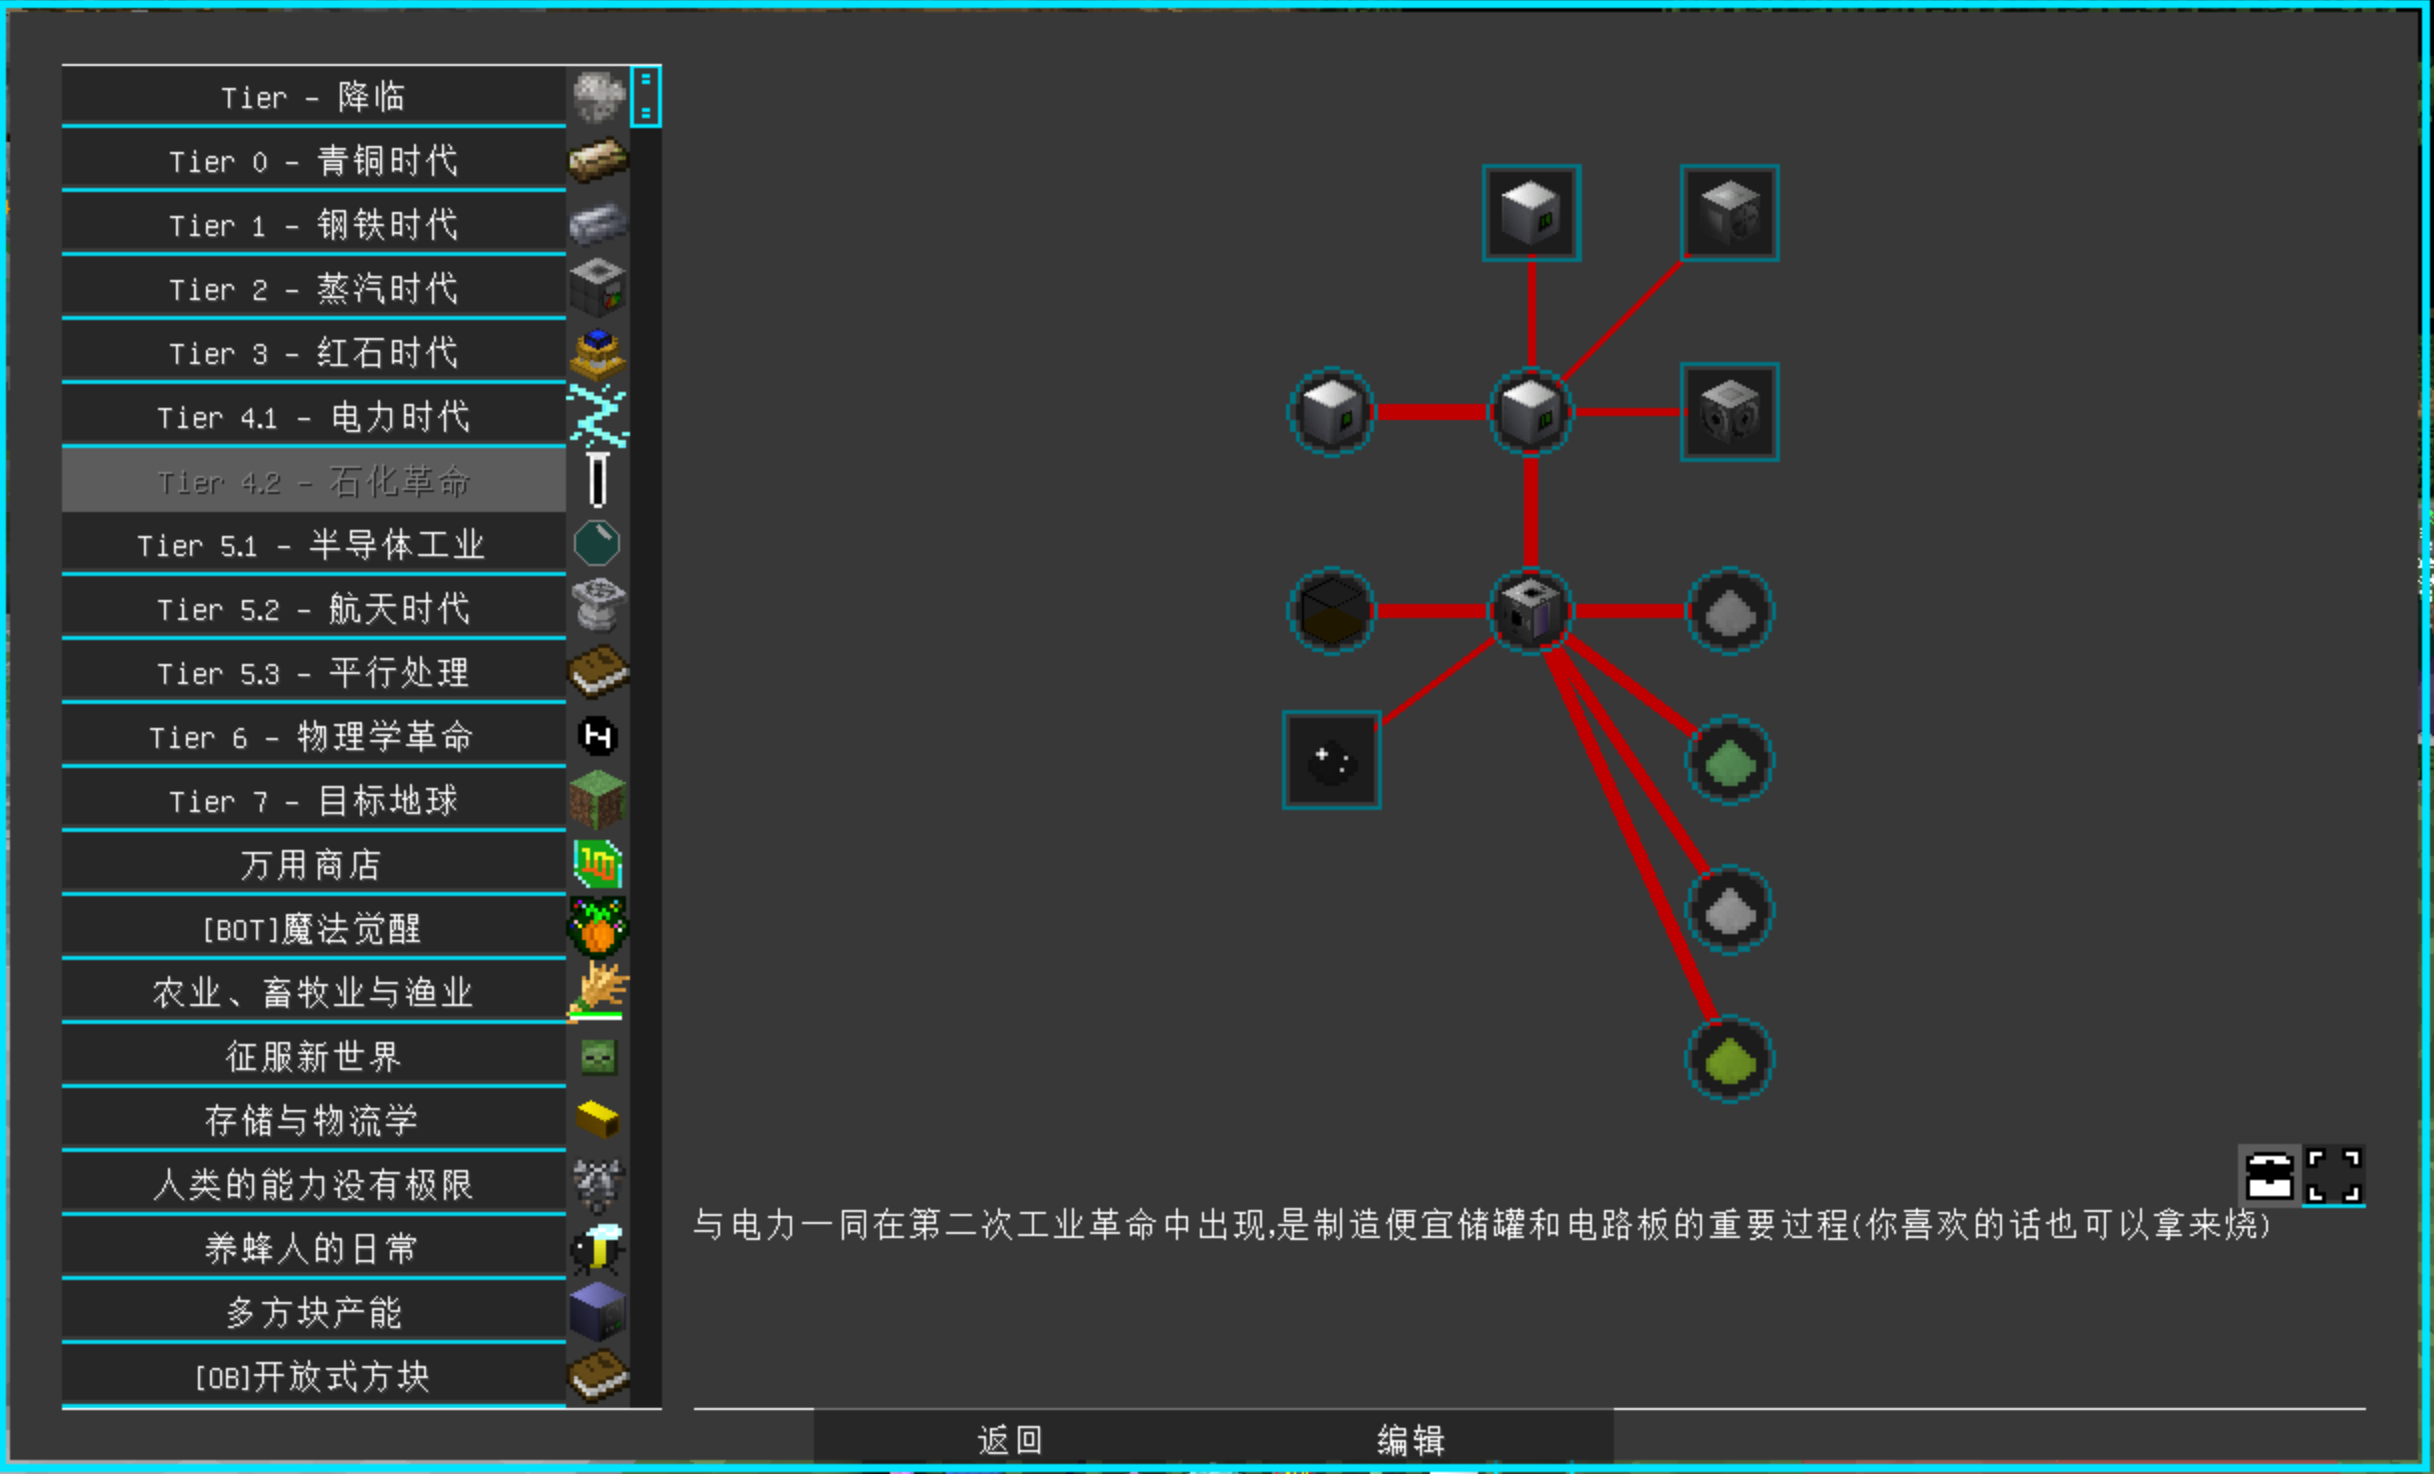 Tier - 降临
Tier 0 - 青铜时代
Tier 1 - 钢铁时代
Tier 2 - 蒸汽时代
Tier 3 - 红石时代
Tier 4.1 - 电力时代
Tier 4.2 - 石化革命
Tier 5.1 - 半导体工业
Tier 5.2 - 航天时代
Tier 5.3 - 平行处理
Tier 6 - 物理学革命
Tier 7 - 目标地球
万用商店
[BOT]魔法觉醒
农业、畜牧业与渔业
征服新世界
存储与物流学
人类的能力没有极限
养蜂人的日常
多方块产能
[OB]开放式方块
与电力一同在第二次工业革命中出现,是制造便宜储罐和电路板的重要过程(你喜欢的话也可以拿来烧)
返回
编辑